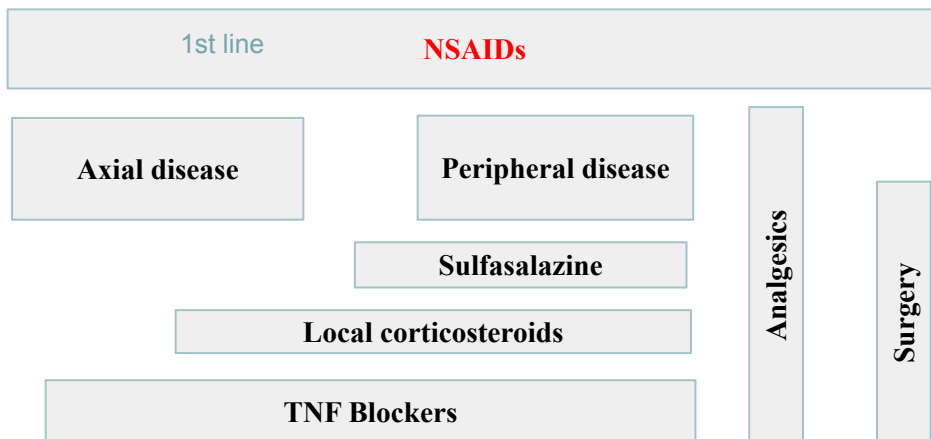 1st line
NSAIDs
Axial disease
Peripheral disease
Sulfasalazine
Local corticosteroids
TNF Blockers
Analgesics
Surgery